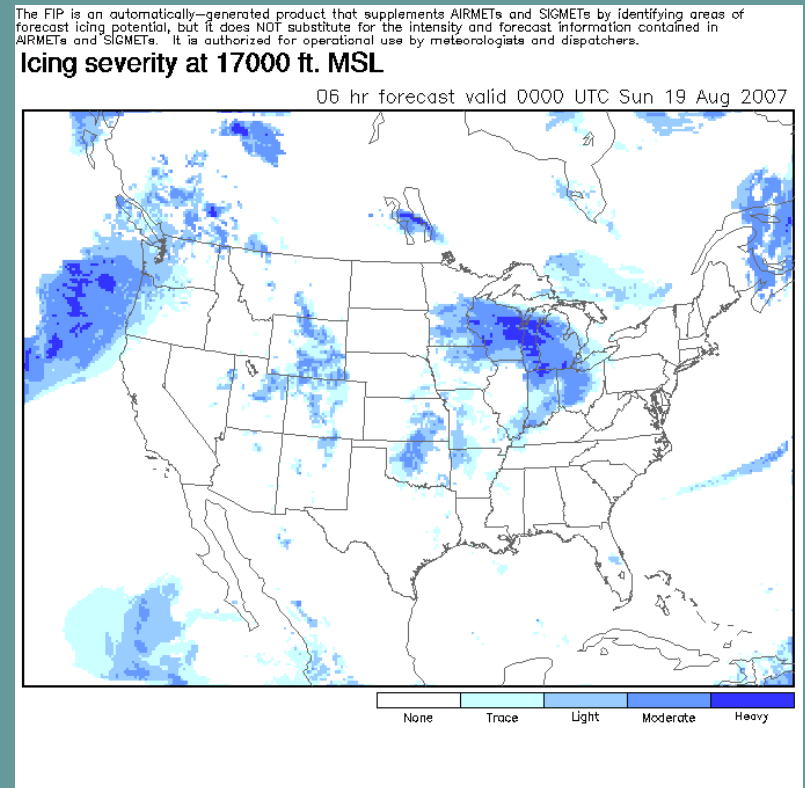 The FIP is an automatically–generated product that supplements AIRMETs and SIGMETs by identifying areas of
forecast icing potential, but it does NOT substitute for the intensity and forecast information contained in
AIRMETs and SIGMETs.  It is authorized for operational use by meteorologists and dispatchers.
Icing severity at 17000 ft. MSL
06 hr forecast valid 0000 UTC Sun 19 Aug 2007
None Trace Light Moderate Heavy